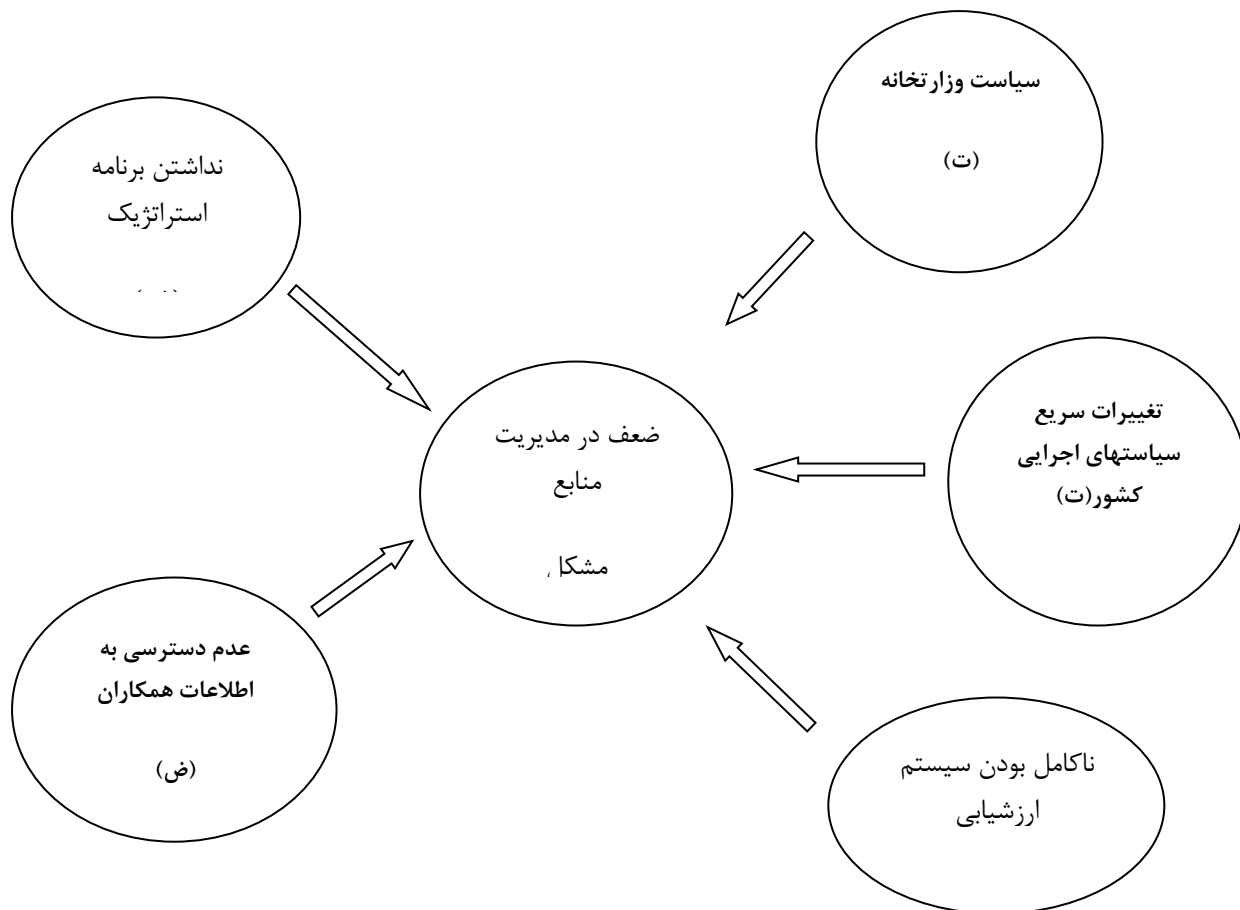 سیاست وزارتخانه
(ت)
نداشتن برنامه
استراتژیک
تغییرات سریع
سیاستهای اجرایی
کشور(ت)
ضعف در مدیریت
منابع
مشکل
عدم دسترسی به
اطلاعات همکاران
(ض)
ناکامل بودن سیستم
ارزشیابی